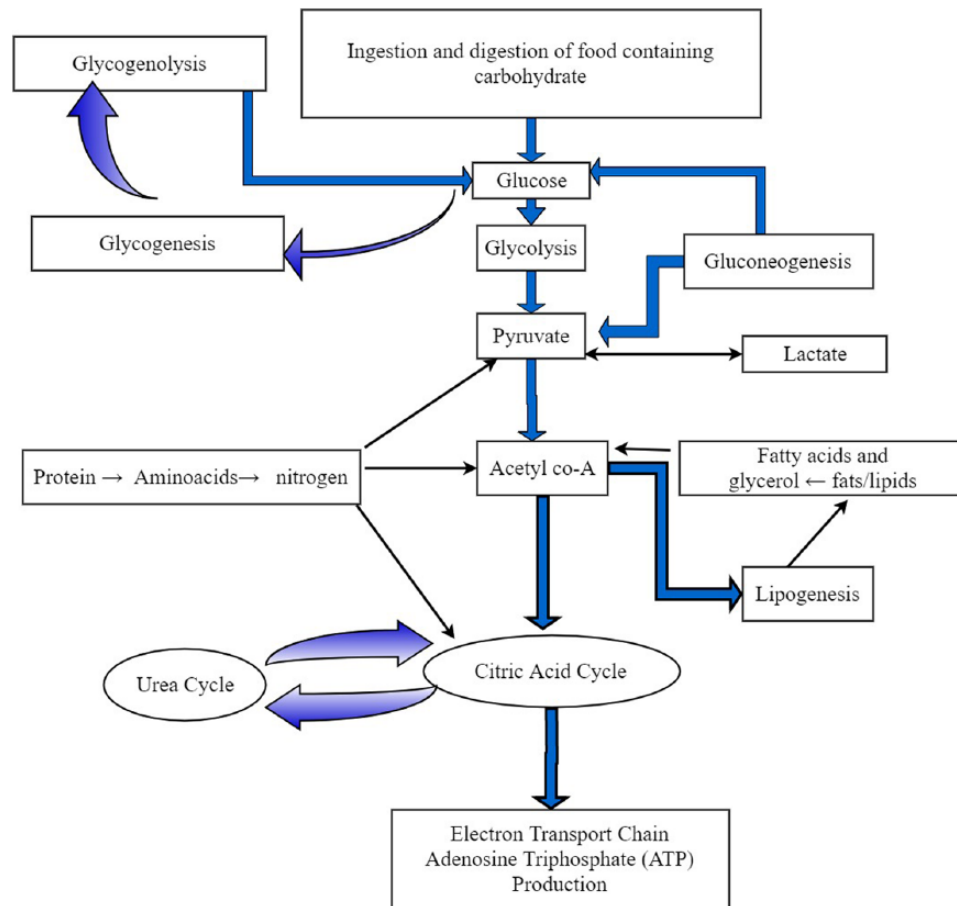 Glycogenolysis
Ingestion and digestion of food containing
carbohydrate
Glucose
Glycogenesis
Glycolysis
Gluconeogenesis
Pyruvate
Lactate
Protein → Aminoacids→ nitrogen
Acetyl co-A
Fatty acids and
glycerol ← fats/lipids
Lipogenesis
Urea Cycle
Citric Acid Cycle
Electron Transport Chain
Adenosine Triphosphate (ATP)
Production